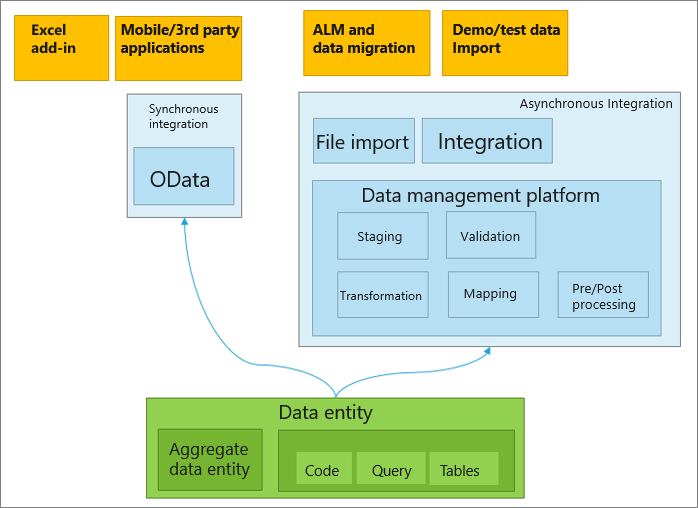 Excel
add-in
Mobile/3rd party
applications
ALM and
data migration
Demo/test data
Import
Synchronous
integration
OData
Asynchronous Integration
File import
Integration
Data management platform
Staging
Validation
Transformation
Mapping
Pre/Post
processing
Data entity
Aggregate
data entity
Code
Query
Tables